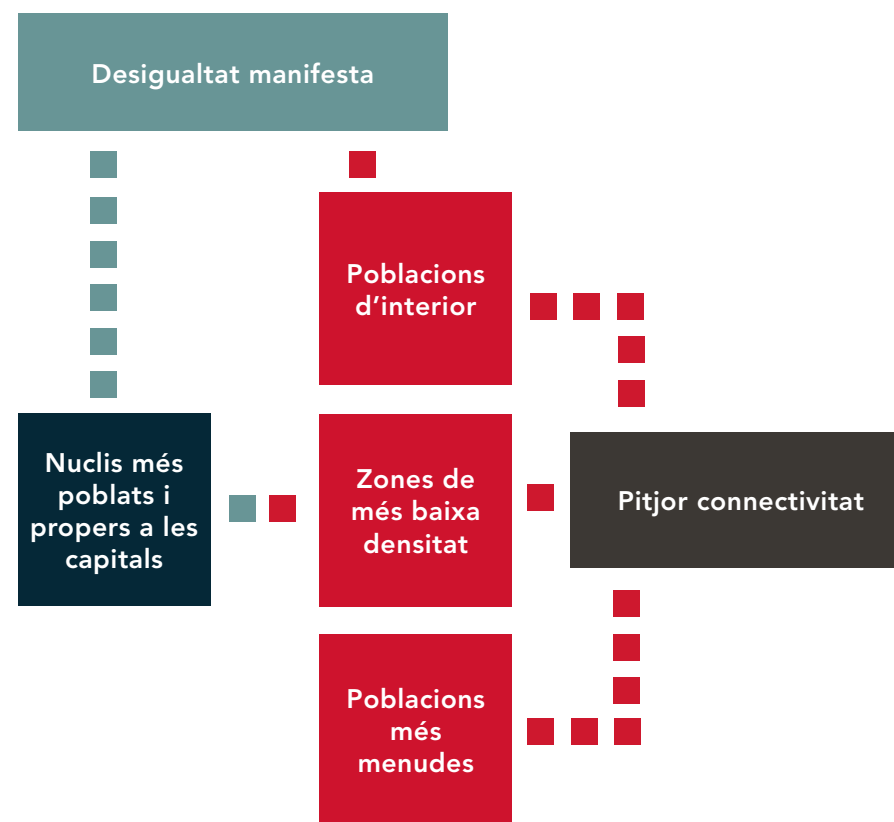 Desigualtat manifesta
Poblacions
d’interior
Nuclis més
poblats i
propers a les
capitals
Zones de
més baixa
densitat
Pitjor connectivitat
Poblacions
més
menudes